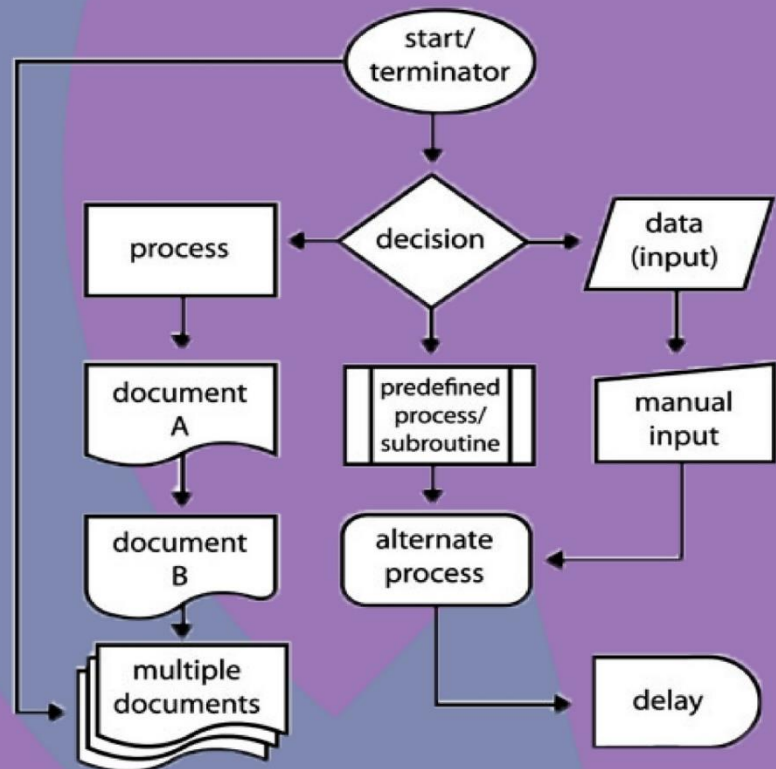 start/
terminator
process
decision
data
(input)
document
A
predefined
process/
subroutine
manual
input
document
B
alternate
process
multiple
documents
delay